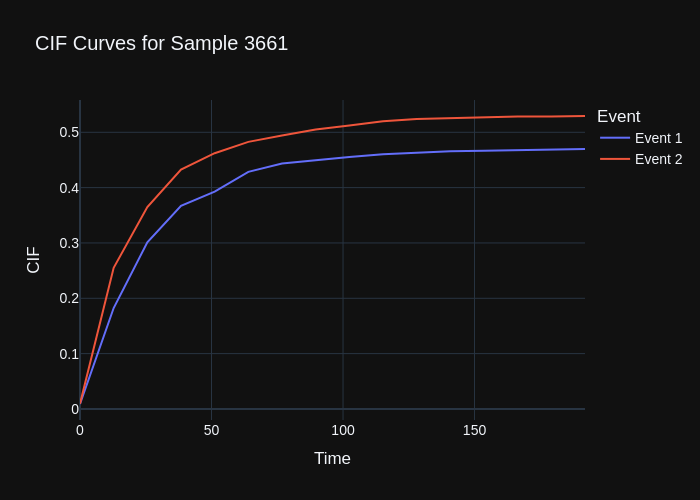 CIF Curves for Sample 3661
Event
Event 1
Event 2
CIF
0.5
0.4
0.3
0.2
0.1
0
0 50 100 150
Time